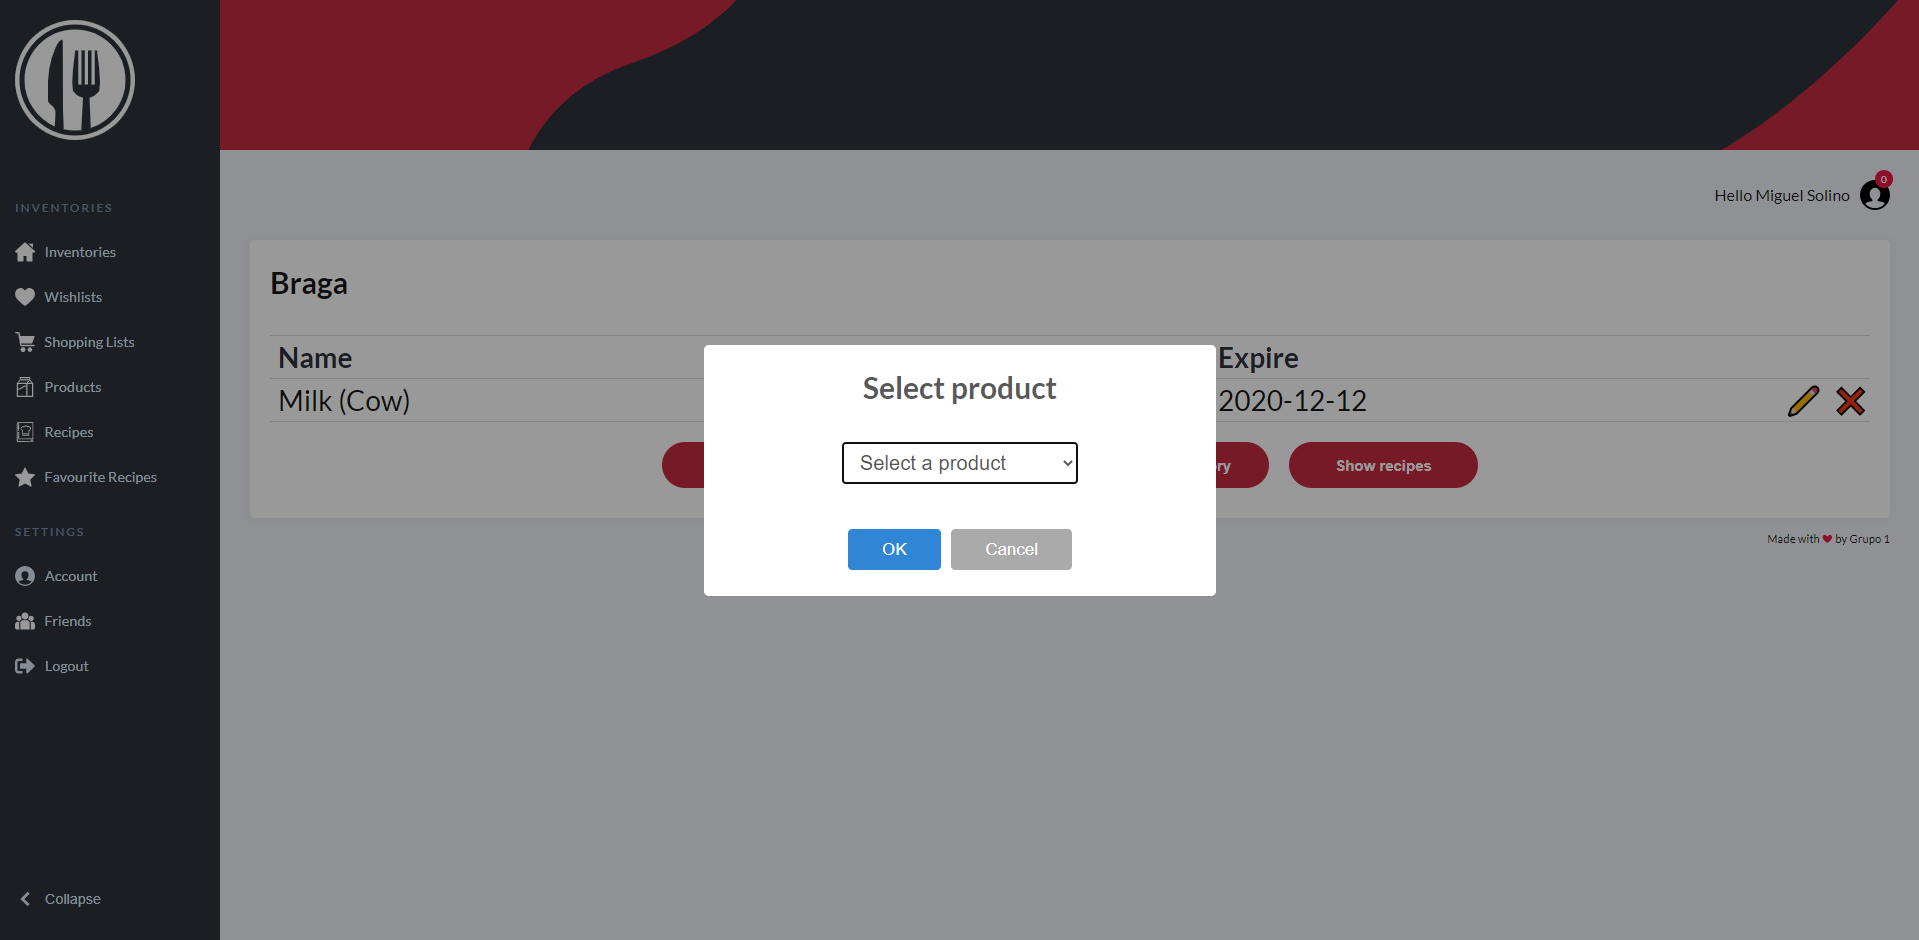 INVENTORIES
Inventories
Wishlists
Shopping Lists
Products
Recipes
Favourite Recipes
SETTINGS
Account
Friends
Logout
Collapse
Hello Miguel Solino
0
Braga
Name
Expire
Milk (Cow)
2020-12-12
ry
Show recipes
Select product
Select a product
OK
Cancel
Made with ❤ by Grupo 1